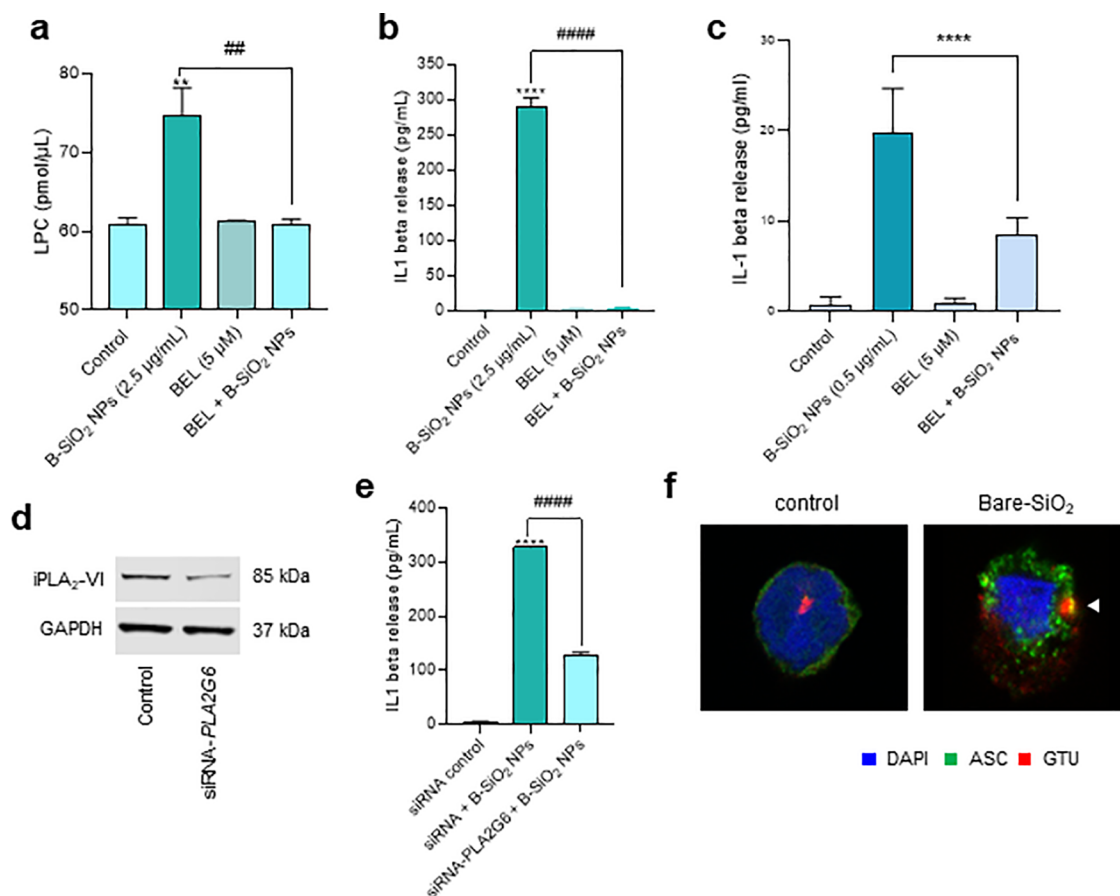 a
##
**
LPC (pmol/µL)
80
70
60
50
Control
B-SiO₂ NPs (2.5 µg/mL)
BEL (5 µM)
BEL + B-SiO₂ NPs
b
####
****
IL1 beta release (pg/mL)
350
300
250
200
150
100
50
0
Control
B-SiO₂ NPs (2.5 µg/mL)
BEL (5 µM)
BEL + B-SiO₂ NPs
c
****
IL-1 beta release (pg/ml)
30
20
10
0
Control
B-SiO₂ NPs (0.5 µg/mL)
BEL (5 µM)
BEL + B-SiO₂ NPs
d
iPLA₂-VI
85 kDa
GAPDH
37 kDa
Control
siRNA-PLA2G6
e
####
****
IL1 beta release (pg/mL)
400
300
200
100
0
siRNA control
siRNA + B-SiO₂ NPs
siRNA-PLA2G6 + B-SiO₂ NPs
f
control
Bare-SiO₂
DAPI
ASC
GTU